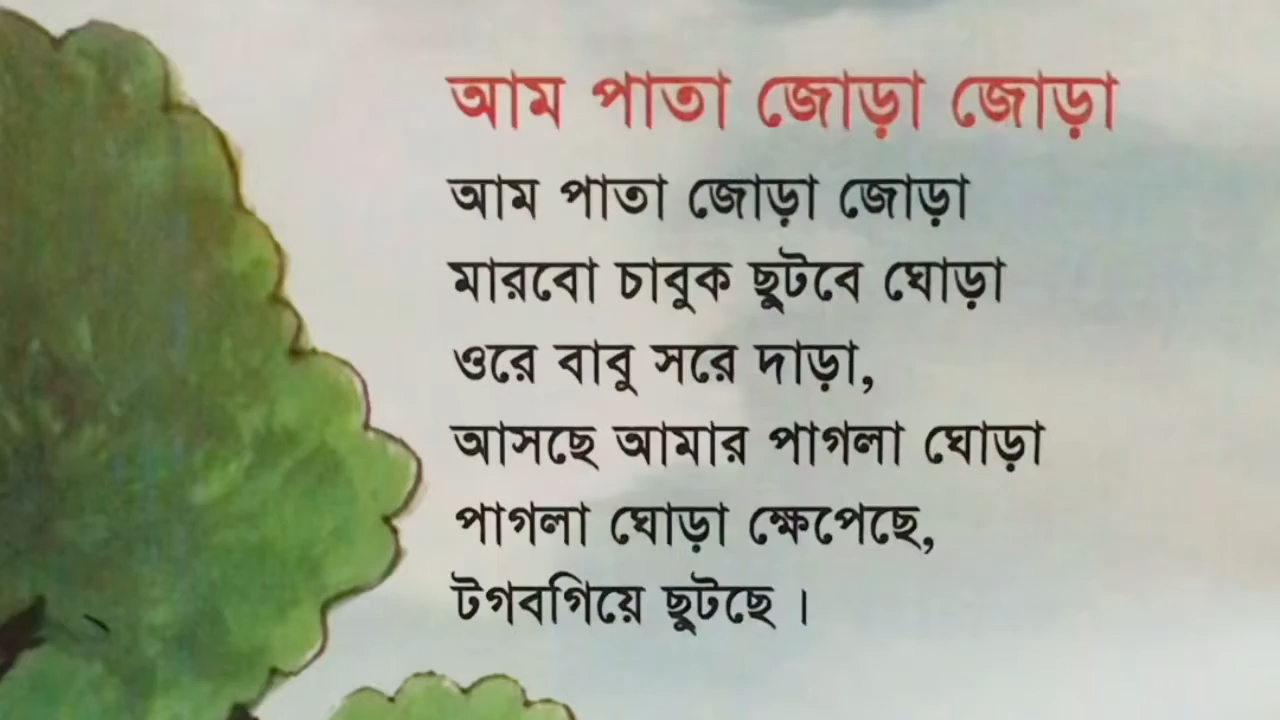 আম পাতা জোড়া জোড়া
আম পাতা জোড়া জোড়া
মারবো চাবুক ছুটবে ঘোড়া
ওরে বাবু সরে দাড়া,
আসছে আমার পাগলা ঘোড়া
পাগলা ঘোড়া ক্ষেপেছে,
টগবগিয়ে ছুটছে ।